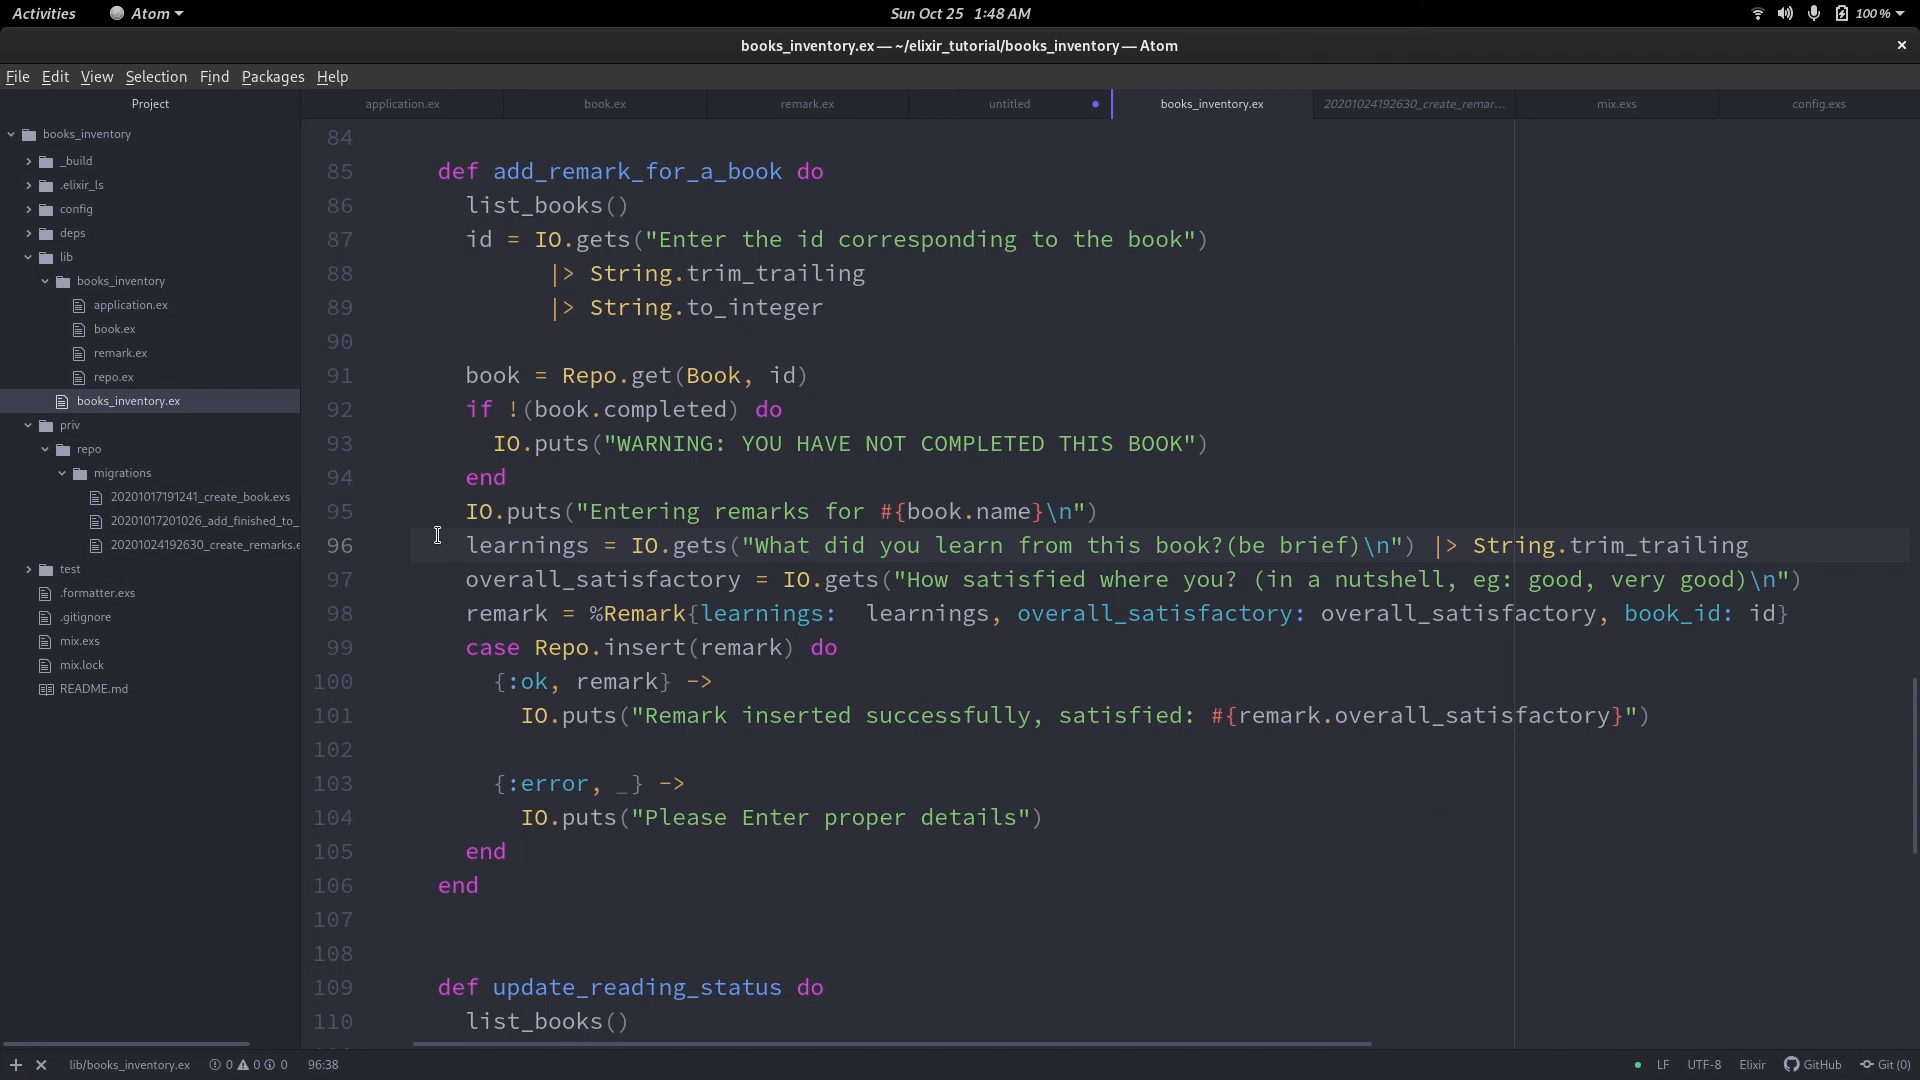 Activities
Atom
Sun Oct 25 1:48 AM
100 %
books_inventory.ex — ~/elixir_tutorial/books_inventory — Atom
File Edit View Selection Find Packages Help
Project
application.ex
book.ex
remark.ex
untitled
books_inventory.ex
20201024192630_create_remar...
mix.exs
config.exs
books_inventory
_build
.elixir_ls
config
deps
lib
books_inventory
application.ex
book.ex
remark.ex
repo.ex
books_inventory.ex
priv
repo
migrations
20201017191241_create_book.exs
20201017201026_add_finished_to_
20201024192630_create_remarks.e
test
.formatter.exs
.gitignore
mix.exs
mix.lock
README.md
84
85 def add_remark_for_a_book do
86 list_books()
87 id = IO.gets("Enter the id corresponding to the book")
88 |> String.trim_trailing
89 |> String.to_integer
90
91 book = Repo.get(Book, id)
92 if !(book.completed) do
93 IO.puts("WARNING: YOU HAVE NOT COMPLETED THIS BOOK")
94 end
95 IO.puts("Entering remarks for #{book.name}\n")
96 learnings = IO.gets("What did you learn from this book?(be brief)\n") |> String.trim_trailing
97 overall_satisfactory = IO.gets("How satisfied where you? (in a nutshell, eg: good, very good)\n")
98 remark = %Remark{learnings:  learnings, overall_satisfactory: overall_satisfactory, book_id: id}
99 case Repo.insert(remark) do
100 {:ok, remark} ->
101 IO.puts("Remark inserted successfully, satisfied: #{remark.overall_satisfactory}")
102
103 {:error, _} ->
104 IO.puts("Please Enter proper details")
105 end
106 end
107
108
109 def update_reading_status do
110 list_books()
lib/books_inventory.ex 0 0 0 96:38
LF UTF-8 Elixir GitHub Git (0)